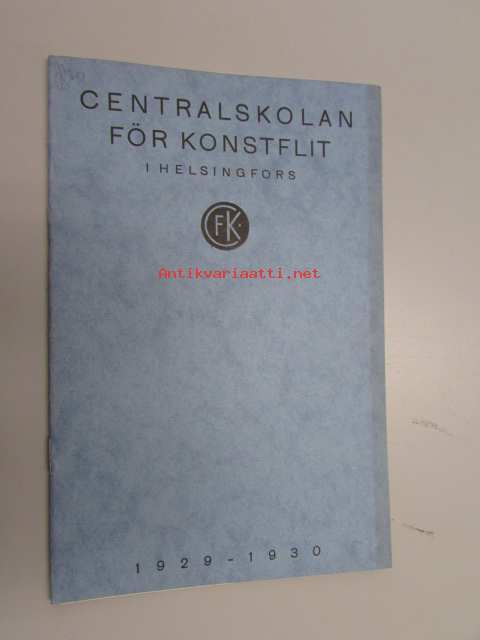 CENTRALSKOLAN
FÖR KONSTFLIT
I HELSINGFORS
CFK
Antikvariaatti.net
1929-1930